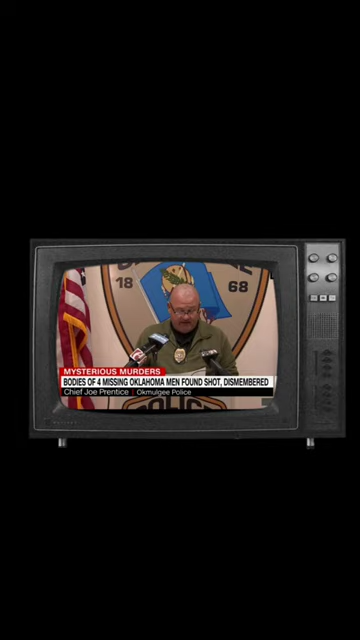 18 68
MYSTERIOUS MURDERS
BODIES OF 4 MISSING OKLAHOMA MEN FOUND SHOT, DISMEMBERED
Chief Joe Prentice Okmulgee Police